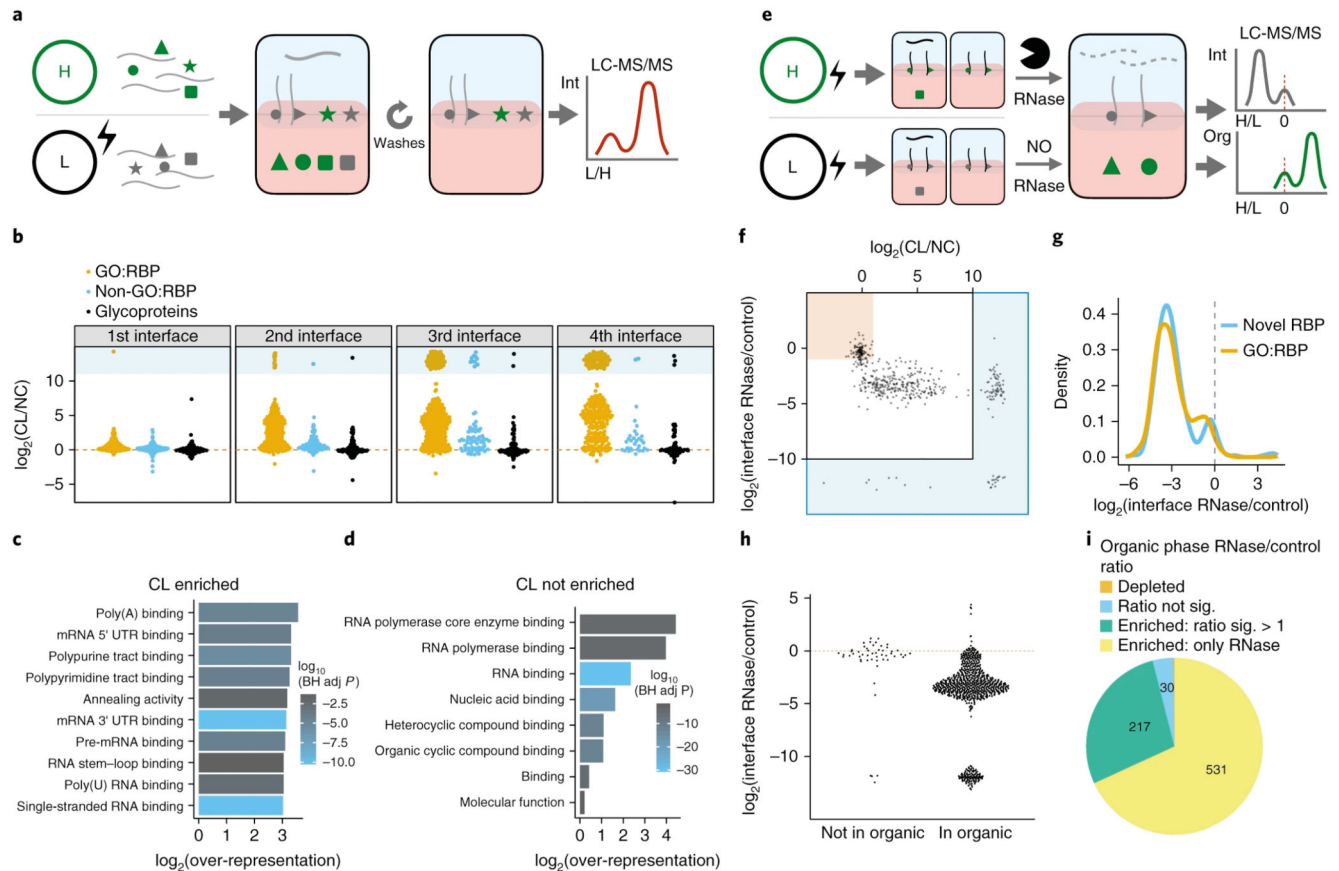 a
H
L
Washes
Int
LC-MS/MS
L/H
b
GO:RBP
Non-GO:RBP
Glycoproteins
1st interface
2nd interface
3rd interface
4th interface
log2(CL/NC)
10
5
0
−5
c
CL enriched
Poly(A) binding
mRNA 5′ UTR binding
Polypurine tract binding
Polypyrimidine tract binding
Annealing activity
mRNA 3′ UTR binding
Pre-mRNA binding
RNA stem–loop binding
Poly(U) RNA binding
Single-stranded RNA binding
log10
(BH adj P)
−2.5
−5.0
−7.5
−10.0
0 1 2 3
log2(over-representation)
d
CL not enriched
RNA polymerase core enzyme binding
RNA polymerase binding
RNA binding
Nucleic acid binding
Heterocyclic compound binding
Organic cyclic compound binding
Binding
Molecular function
log10
(BH adj P)
−10
−20
−30
0 1 2 3 4
log2(over-representation)
e
H
L
RNase
NO
RNase
LC-MS/MS
Int
H/L 0
Org
H/L 0
f
log2(CL/NC)
0 5 10
log2(interface RNase/control)
0
−5
−10
g
Density
0.4
0.3
0.2
0.1
0.0
Novel RBP
GO:RBP
−6 −3 0 3
log2(interface RNase/control)
h
log2(interface RNase/control)
5
0
−5
−10
Not in organic
In organic
i
Organic phase RNase/control
ratio
Depleted
Ratio not sig.
Enriched: ratio sig. > 1
Enriched: only RNase
30
217
531